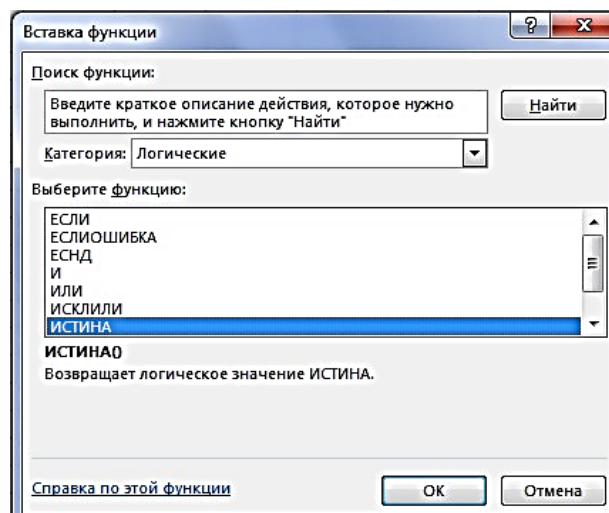 Вставка функции
Поиск функции:
Введите краткое описание действия, которое нужно
выполнить, и нажмите кнопку "Найти"
Найти
Категория: Логические
Выберите функцию:
ЕСЛИ
ЕСЛИОШИБКА
ЕСНД
И
ИЛИ
ИСКЛИЛИ
ИСТИНА
ИСТИНА()
Возвращает логическое значение ИСТИНА.
Справка по этой функции
ОК
Отмена